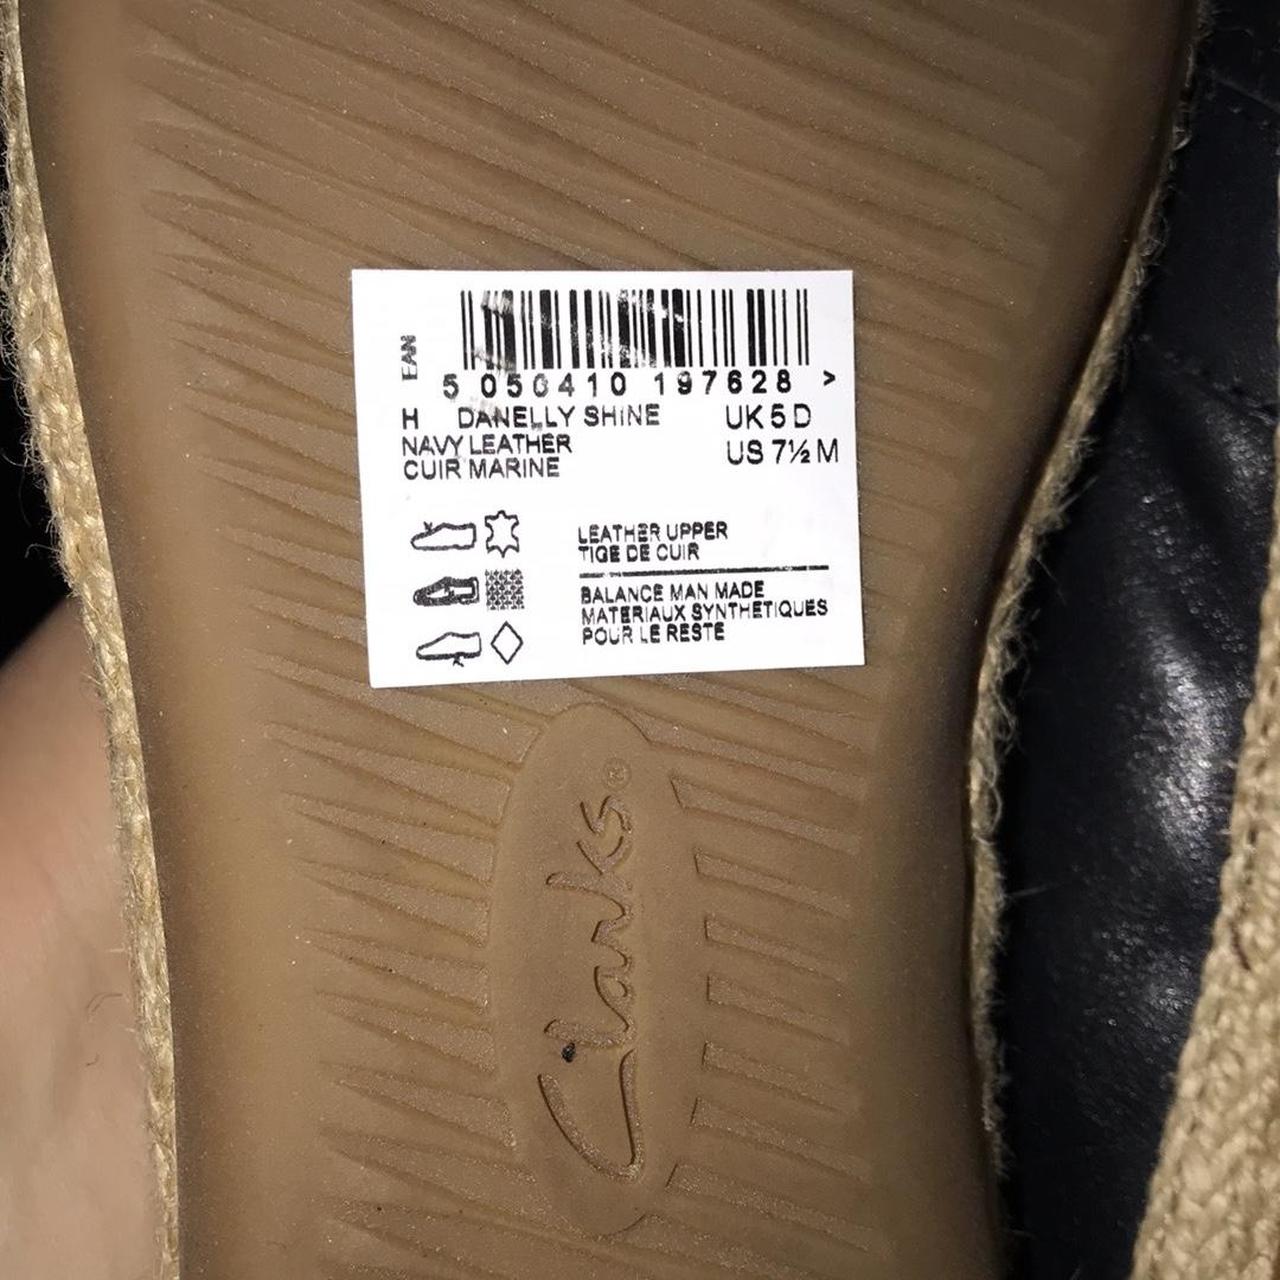 EAN
5 050410 197628 >
H DANELLY SHINE UK 5 D
NAVY LEATHER US 7½ M
CUIR MARINE
LEATHER UPPER
TIGE DE CUIR
BALANCE MAN MADE
MATERIAUX SYNTHETIQUES
POUR LE RESTE
Clarks®